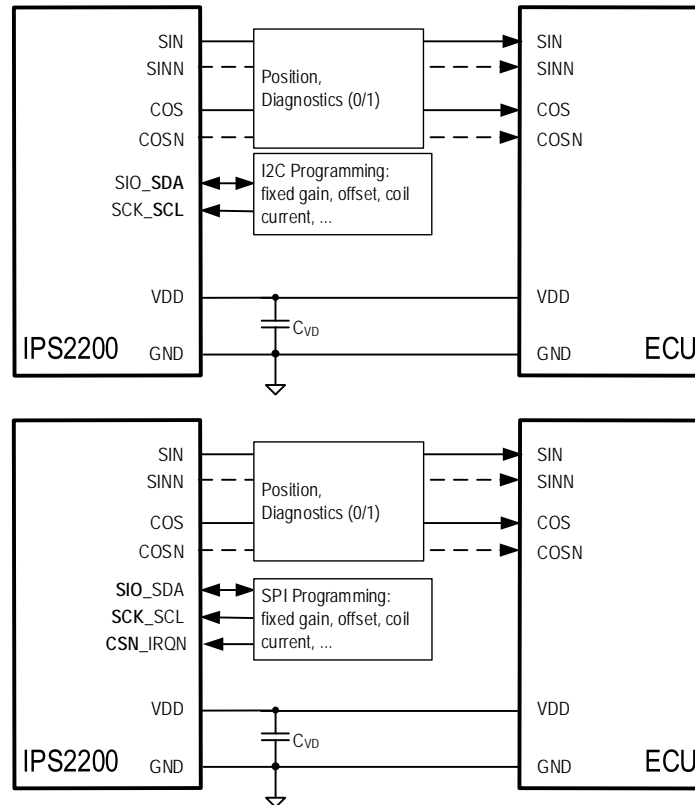 SIN
SINN
COS
COSN
SIO_SDA
SCK_SCL
VDD
GND
IPS2200
Position,
Diagnostics (0/1)
I2C Programming:
fixed gain, offset, coil
current, ...
CVD
SIN
SINN
COS
COSN
VDD
GND
ECU
SIN
SINN
COS
COSN
SIO_SDA
SCK_SCL
CSN_IRQN
VDD
GND
IPS2200
Position,
Diagnostics (0/1)
SPI Programming:
fixed gain, offset, coil
current, ...
CVD
SIN
SINN
COS
COSN
VDD
GND
ECU